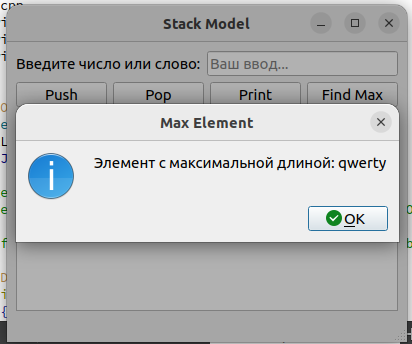 Stack Model
Введите число или слово: Ваш ввод...
Push Pop Print Find Max
Max Element
Элемент с максимальной длиной: qwerty
OK